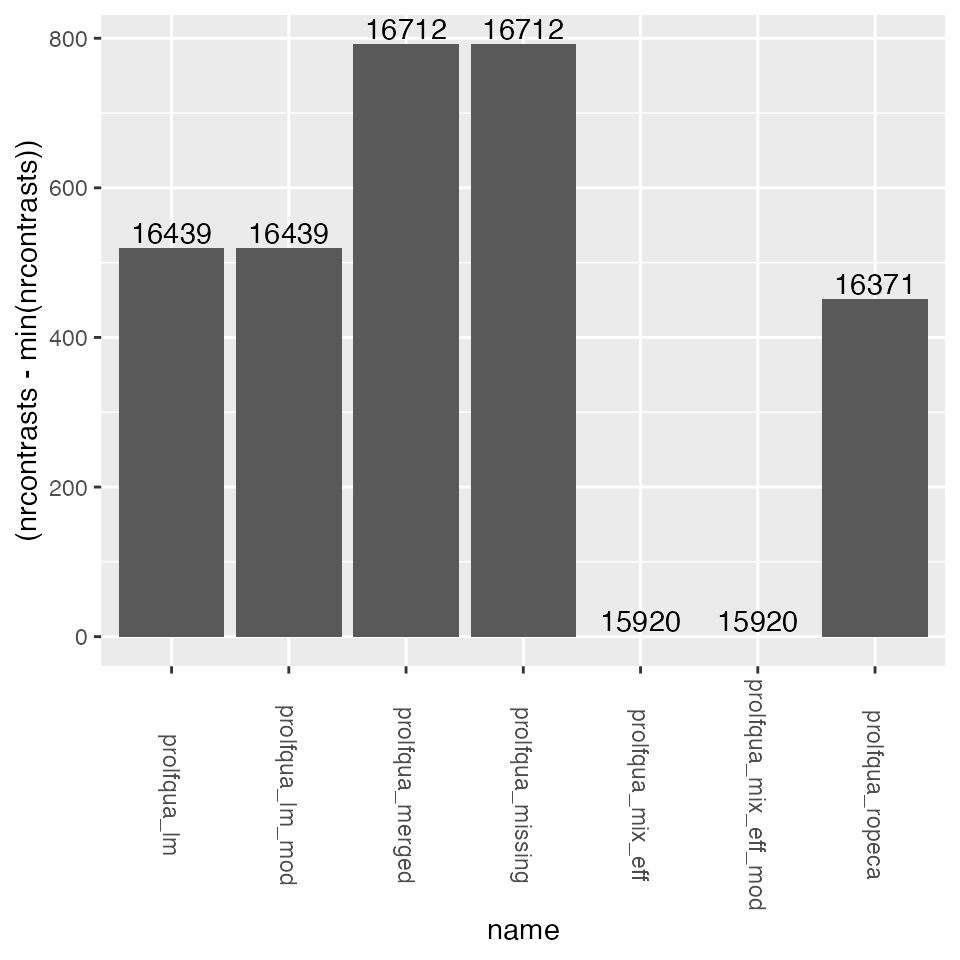 (nrcontrasts - min(nrcontrasts))
800
600
400
200
0
16439
16439
16712
16712
15920
15920
16371
prolfqua_lm
prolfqua_lm_mod
prolfqua_merged
prolfqua_missing
prolfqua_mix_eff
prolfqua_mix_eff_mod
prolfqua_ropeca
name